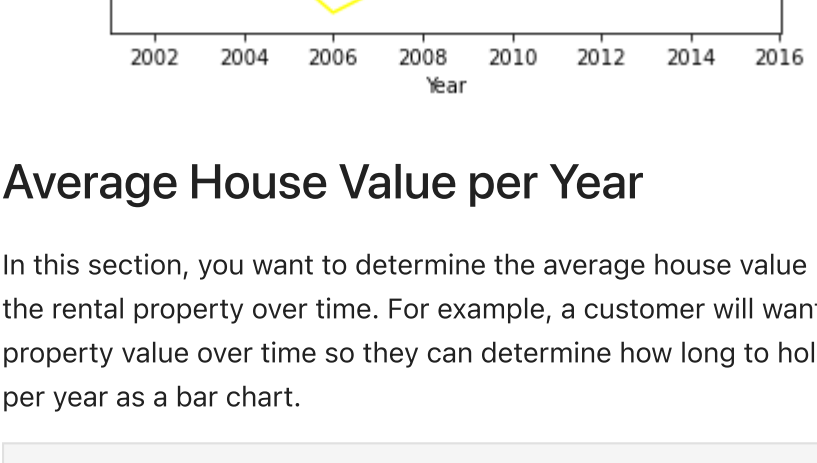 2002 2004 2006 2008 2010 2012 2014 2016
Year
Average House Value per Year
In this section, you want to determine the average house value
the rental property over time. For example, a customer will want
property value over time so they can determine how long to hol
per year as a bar chart.